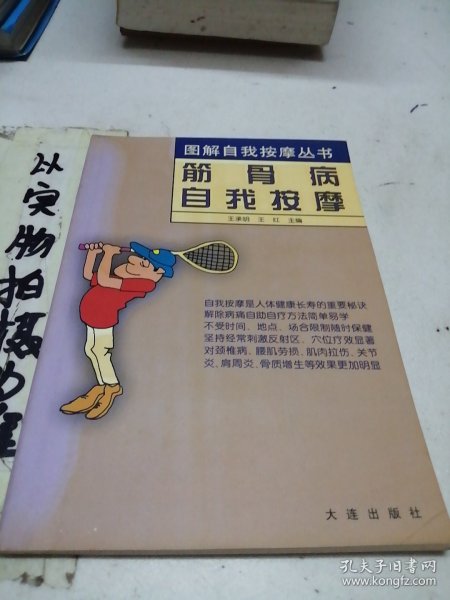 以实物拍摄为准
图解自我按摩丛书
筋骨病
自我按摩
王承明 王红 主编
自我按摩是人体健康长寿的重要秘诀
解除病痛自助自疗方法简单易学
不受时间、地点、场合限制随时保健
坚持经常刺激反射区、穴位疗效显著
对颈椎病、腰肌劳损、肌肉拉伤、关节
炎、肩周炎、骨质增生等效果更加明显
大连出版社
孔夫子旧书网
www.kongfz.com